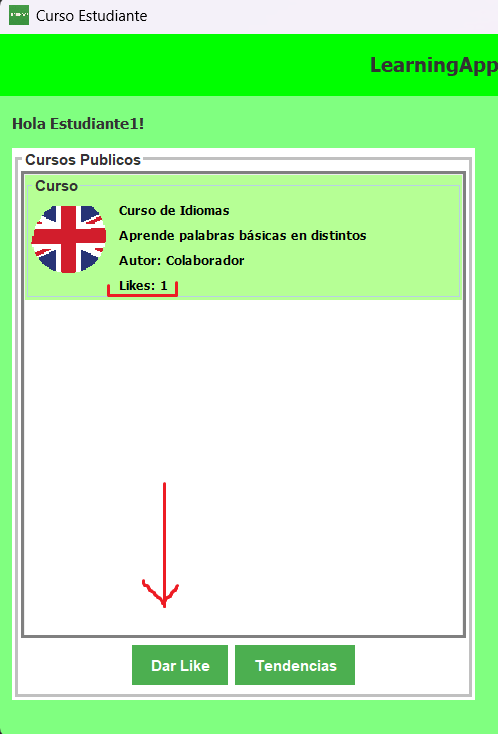 Curso Estudiante
LearningApp
Hola Estudiante1!
Cursos Publicos
Curso
Curso de Idiomas
Aprende palabras básicas en distintos
Autor: Colaborador
Likes: 1
Dar Like
Tendencias